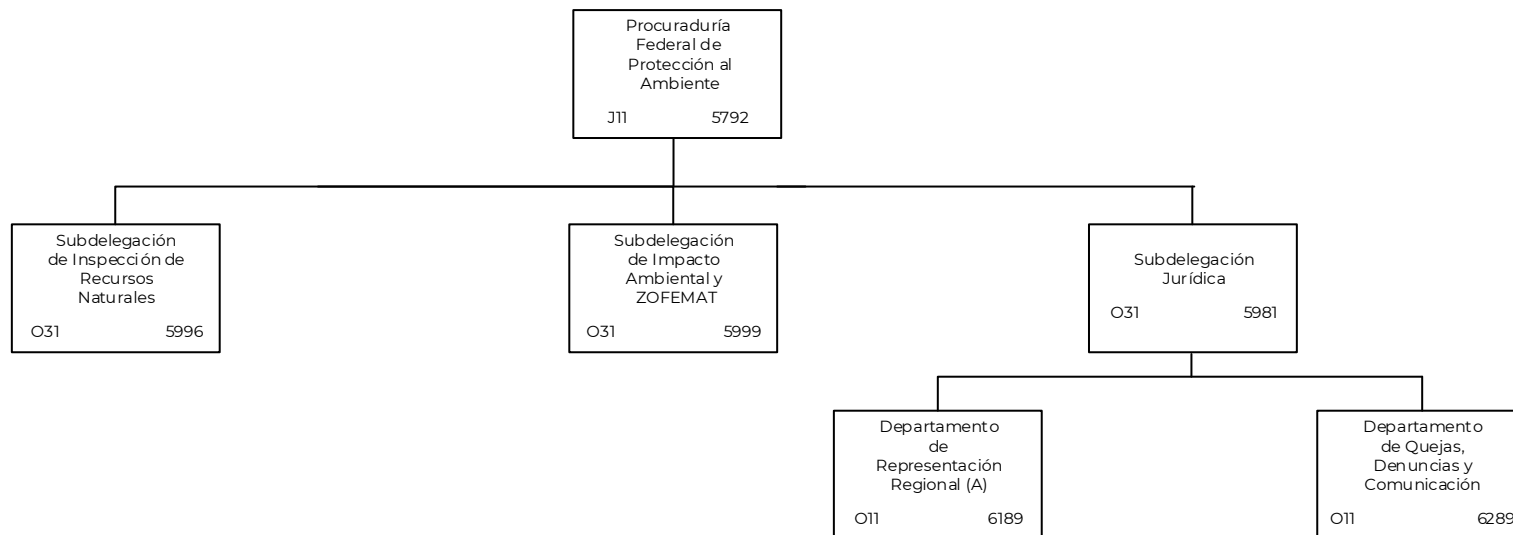 Procuraduría
Federal de
Protección al
Ambiente
J11 5792
Subdelegación
de Inspección de
Recursos
Naturales
O31 5996
Subdelegación
de Impacto
Ambiental y
ZOFEMAT
O31 5999
Subdelegación
Jurídica
O31 5981
Departamento
de
Representación
Regional (A)
O11 6189
Departamento
de Quejas,
Denuncias y
Comunicación
O11 6289